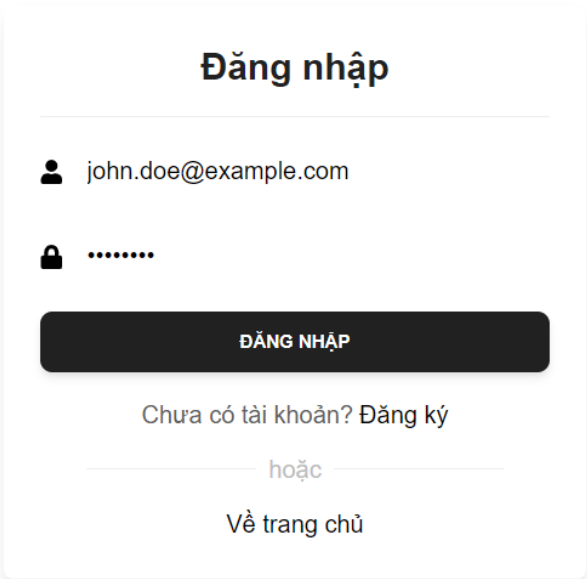 Đăng nhập
john.doe@example.com
••••••••
ĐĂNG NHẬP
Chưa có tài khoản? Đăng ký
hoặc
Về trang chủ